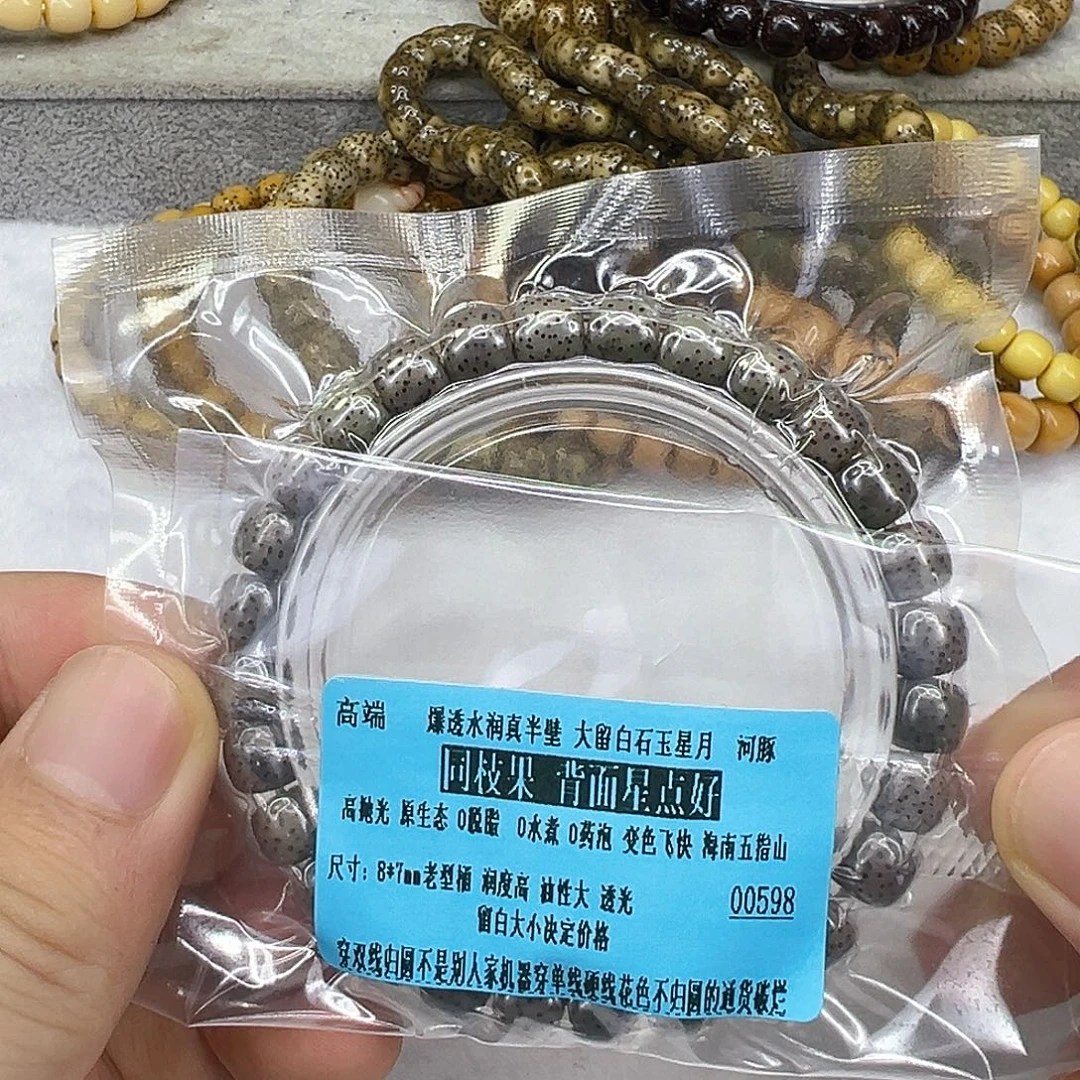 高端 爆透水润真半壁 大留白石玉星月 河豚
同枝果 背面星点好
高抛光 原生态 0脱脂 0水煮 0药泡 变色飞快 海南五指山
尺寸: 8*7mm老型桶 润度高 油性大 透光 00598
留白大小决定价格
穿双线归圆不是别人家机器穿单线硬线花色不归圆的通货破烂